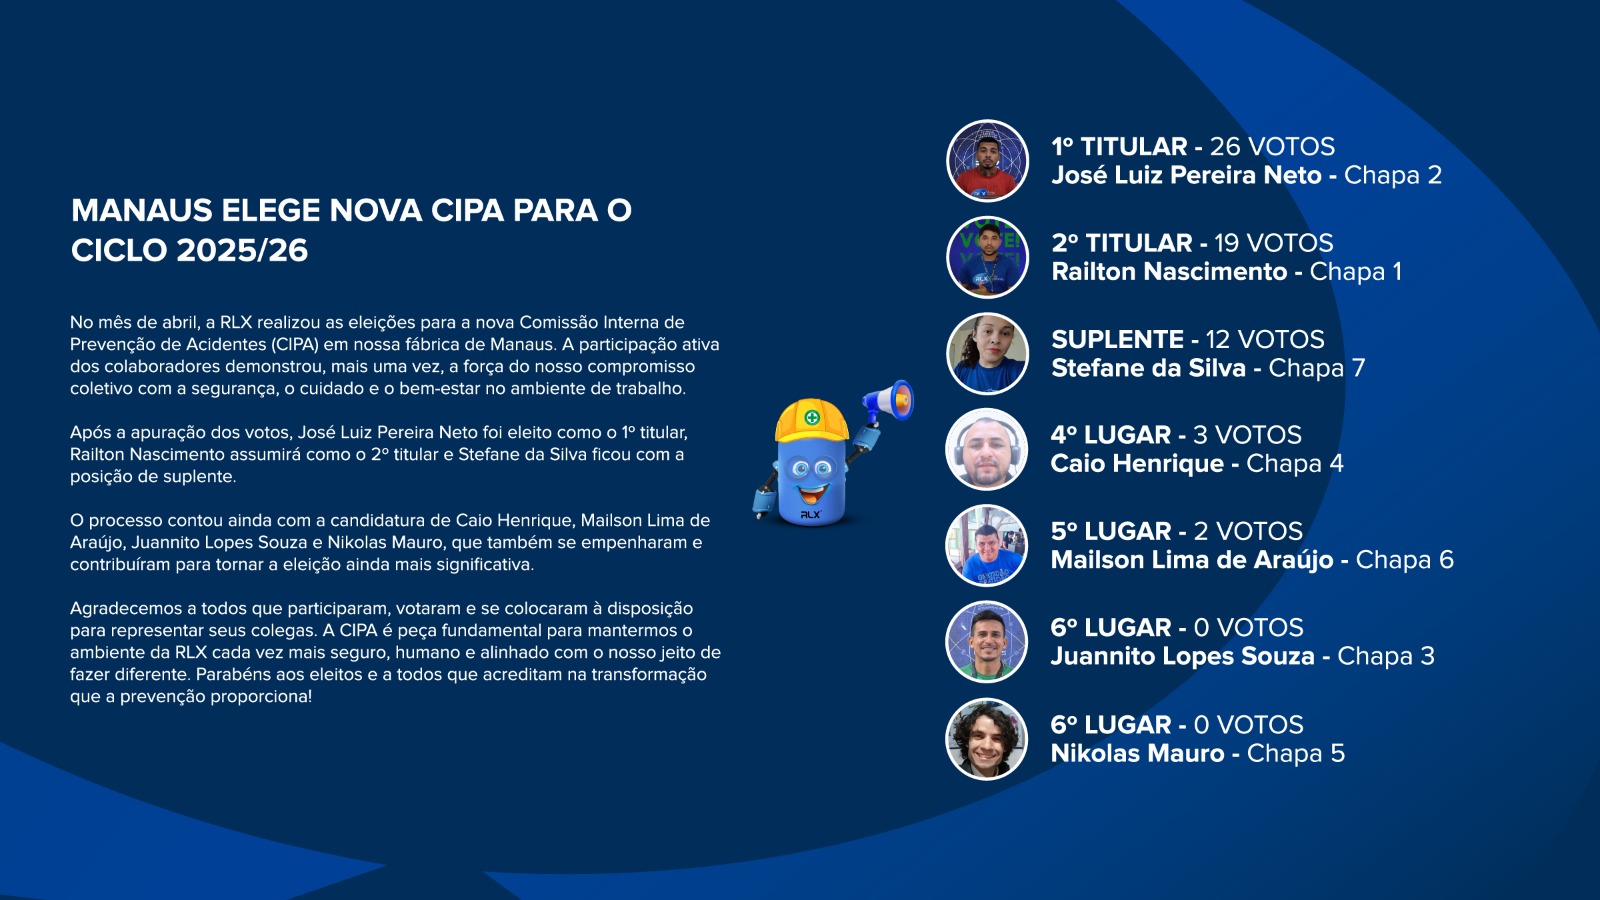 MANAUS ELEGE NOVA CIPA PARA O
CICLO 2025/26
No mês de abril, a RLX realizou as eleições para a nova Comissão Interna de
Prevenção de Acidentes (CIPA) em nossa fábrica de Manaus. A participação ativa
dos colaboradores demonstrou, mais uma vez, a força do nosso compromisso
coletivo com a segurança, o cuidado e o bem-estar no ambiente de trabalho.
Após a apuração dos votos, José Luiz Pereira Neto foi eleito como o 1º titular,
Railton Nascimento assumirá como o 2º titular e Stefane da Silva ficou com a
posição de suplente.
O processo contou ainda com a candidatura de Caio Henrique, Mailson Lima de
Araújo, Juannito Lopes Souza e Nikolas Mauro, que também se empenharam e
contribuíram para tornar a eleição ainda mais significativa.
Agradecemos a todos que participaram, votaram e se colocaram à disposição
para representar seus colegas. A CIPA é peça fundamental para mantermos o
ambiente da RLX cada vez mais seguro, humano e alinhado com o nosso jeito de
fazer diferente. Parabéns aos eleitos e a todos que acreditam na transformação
que a prevenção proporciona!
RLX
1º TITULAR - 26 VOTOS
José Luiz Pereira Neto - Chapa 2
2º TITULAR - 19 VOTOS
Railton Nascimento - Chapa 1
SUPLENTE - 12 VOTOS
Stefane da Silva - Chapa 7
4º LUGAR - 3 VOTOS
Caio Henrique - Chapa 4
5º LUGAR - 2 VOTOS
Mailson Lima de Araújo - Chapa 6
6º LUGAR - 0 VOTOS
Juannito Lopes Souza - Chapa 3
6º LUGAR - 0 VOTOS
Nikolas Mauro - Chapa 5